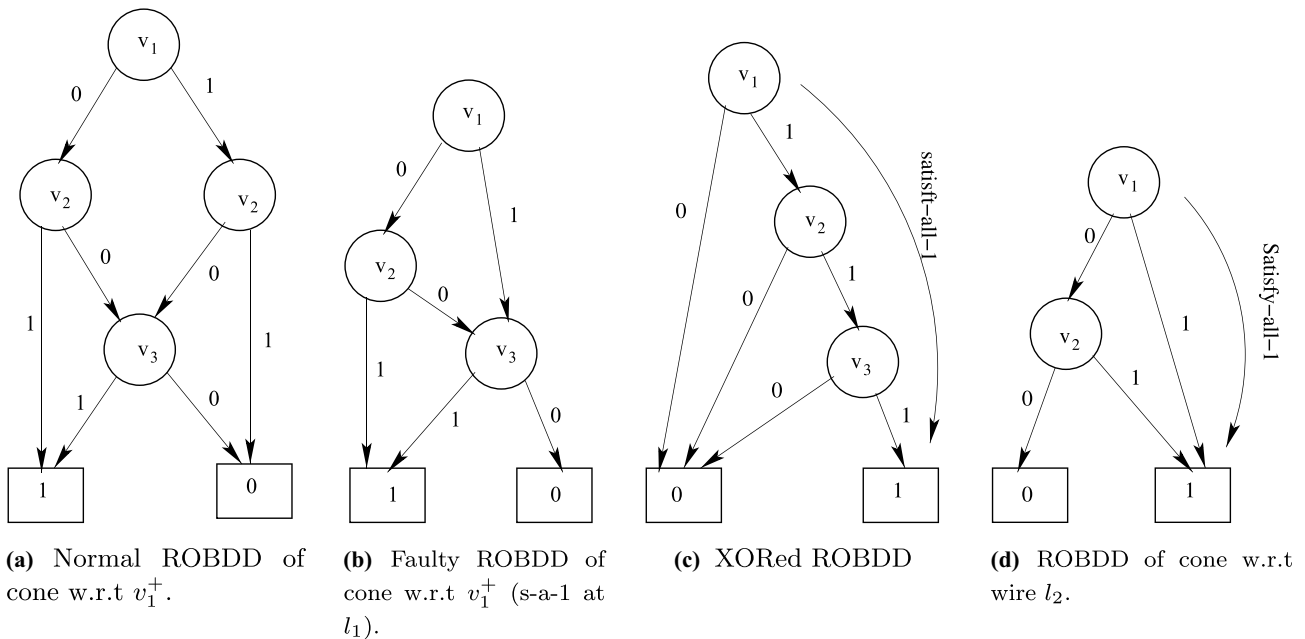 v1
0
1
v2
v2
0
0
v3
1
1
1
0
1
0
v1
0
1
v2
0
v3
1
1
0
1
0
v1
1
0
v2
0
1
v3
0
1
0
1
satisft-all-1
v1
0
1
v2
0
1
0
1
Satisfy-all-1
(a) Normal ROBDD of
cone w.r.t v1+.
(b) Faulty ROBDD of
cone w.r.t v1+ (s-a-1 at
l1).
(c) XORed ROBDD
(d) ROBDD of cone w.r.t
wire l2.